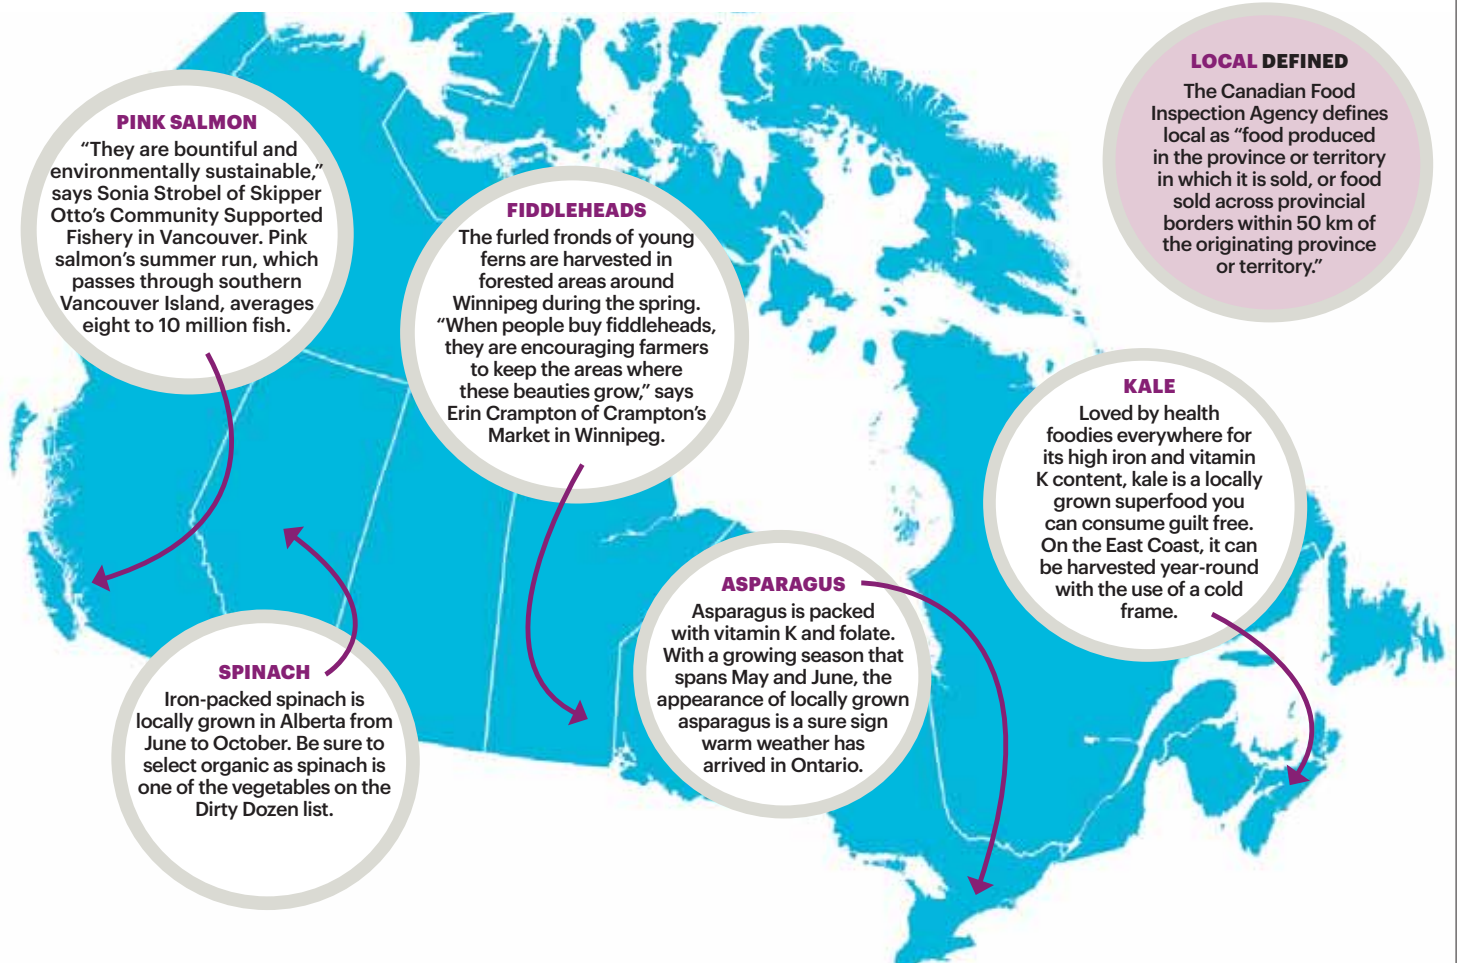 LOCAL DEFINED
The Canadian Food
Inspection Agency defines
local as “food produced
in the province or territory
in which it is sold, or food
sold across provincial
borders within 50 km of
the originating province
or territory.”
PINK SALMON
“They are bountiful and
environmentally sustainable,”
says Sonia Strobel of Skipper
Otto’s Community Supported
Fishery in Vancouver. Pink
salmon’s summer run, which
passes through southern
Vancouver Island, averages
eight to 10 million fish.
FIDDLEHEADS
The furled fronds of young
ferns are harvested in
forested areas around
Winnipeg during the spring.
“When people buy fiddleheads,
they are encouraging farmers
to keep the areas where
these beauties grow,” says
Erin Crampton of Crampton’s
Market in Winnipeg.
KALE
Loved by health
foodies everywhere for
its high iron and vitamin
K content, kale is a locally
grown superfood you
can consume guilt free.
On the East Coast, it can
be harvested year-round
with the use of a cold
frame.
ASPARAGUS
Asparagus is packed
with vitamin K and folate.
With a growing season that
spans May and June, the
appearance of locally grown
asparagus is a sure sign
warm weather has
arrived in Ontario.
SPINACH
Iron-packed spinach is
locally grown in Alberta from
June to October. Be sure to
select organic as spinach is
one of the vegetables on the
Dirty Dozen list.